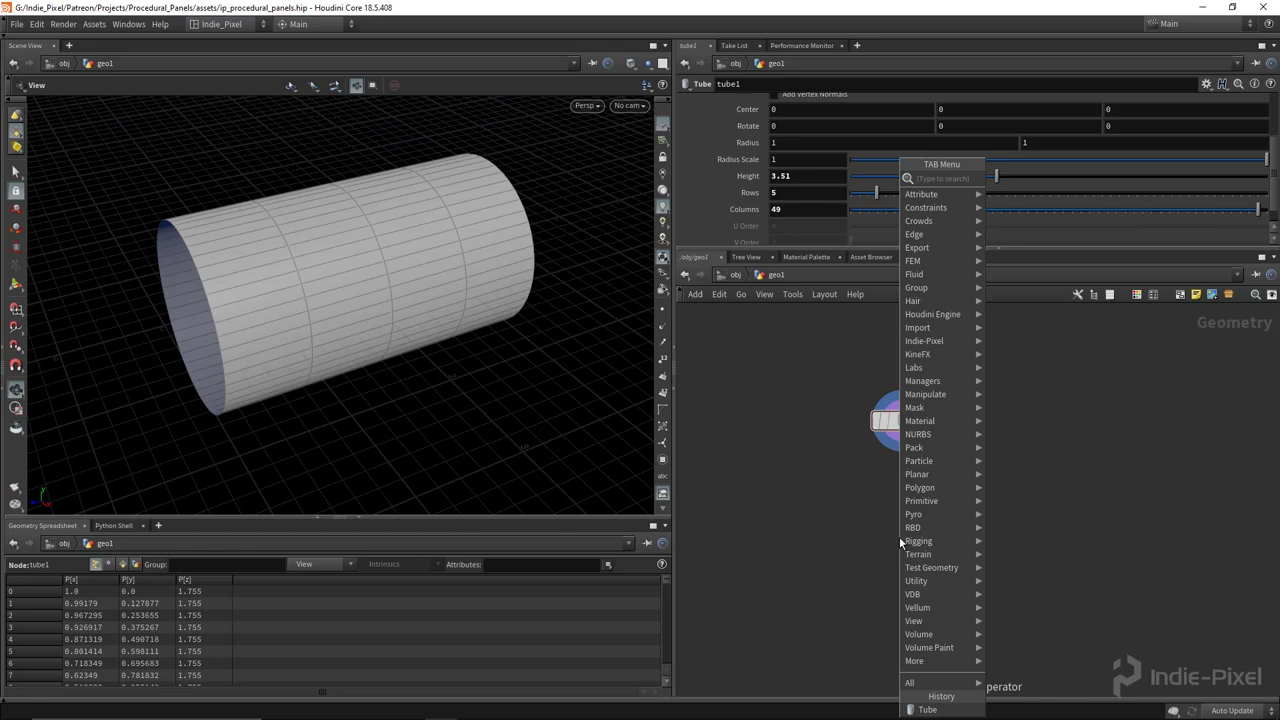 G:/Indie_Pixel/Patreon/Projects/Procedural_Panels/assets/ip_procedural_panels.hip - Houdini Core 18.5.408
File Edit Render Assets Windows Help Indie_Pixel Main Main
Scene View
obj geo1
View
Persp No cam
abc
Geometry Spreadsheet Python Shell
obj geo1
Node:tube1 Group: View Intrinsics Attributes:
P[x] P[y] P[z]
0 1.0 0.0 1.755
1 0.99179 0.127877 1.755
2 0.967295 0.253655 1.755
3 0.926917 0.375267 1.755
4 0.871319 0.490718 1.755
5 0.801414 0.598111 1.755
6 0.718349 0.695683 1.755
7 0.62349 0.781832 1.755
tube1 Take List Performance Monitor
obj geo1
Tube tube1
Add Vertex Normals
Center 0 0 0
Rotate 0 0 0
Radius 1 1
Radius Scale 1
Height 3.51
Rows 5
Columns 49
U Order
V Order
/obj/geo1 Tree View Material Palette Asset Browser
obj geo1
Add Edit Go View Tools Layout Help
Geometry
TAB Menu
(Type to search)
Attribute
Constraints
Crowds
Edge
Export
FEM
Fluid
Group
Hair
Houdini Engine
Import
Indie-Pixel
KineFX
Labs
Managers
Manipulate
Mask
Material
NURBS
Pack
Particle
Planar
Polygon
Primitive
Pyro
RBD
Rigging
Terrain
Test Geometry
Utility
VDB
Vellum
View
Volume
Volume Paint
More
All
History
Tube
perator
Indie-Pixel
Auto Update